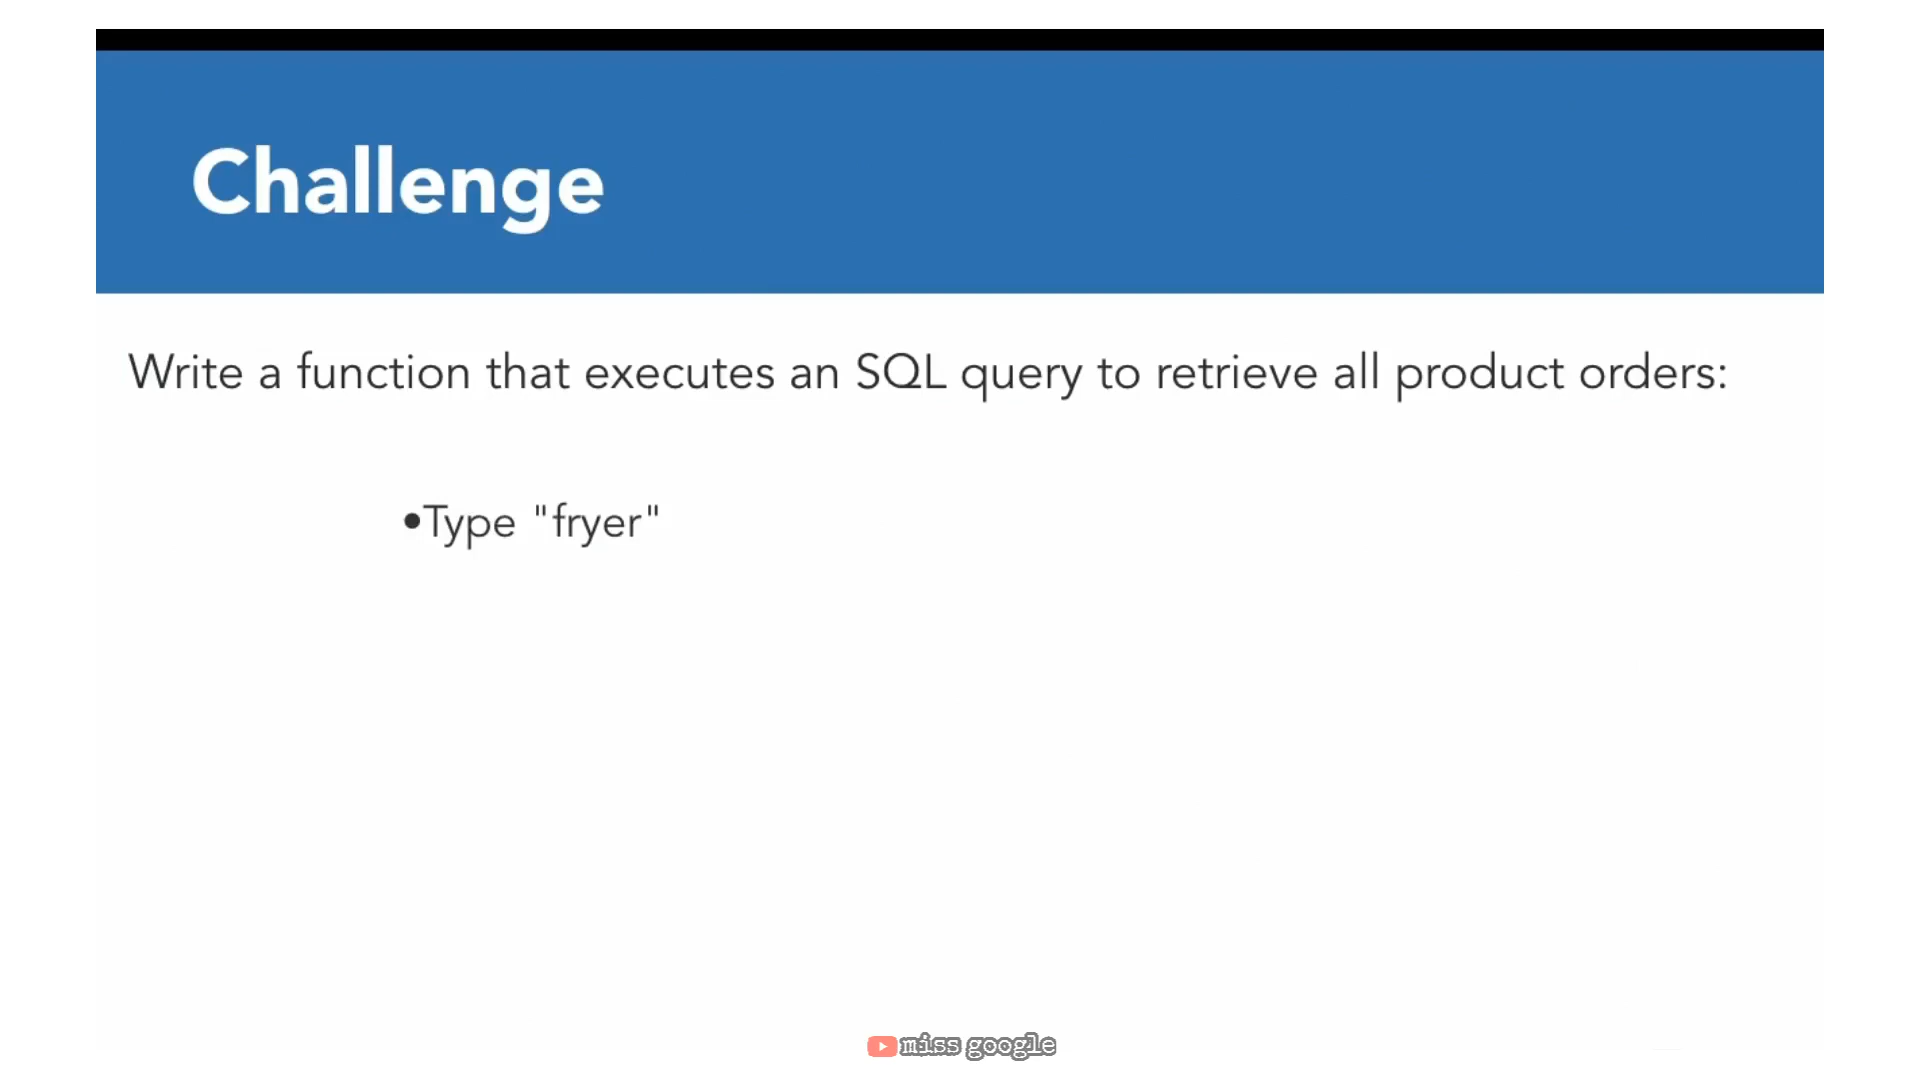 Challenge
Write a function that executes an SQL query to retrieve all product orders:
•Type "fryer"
miss google